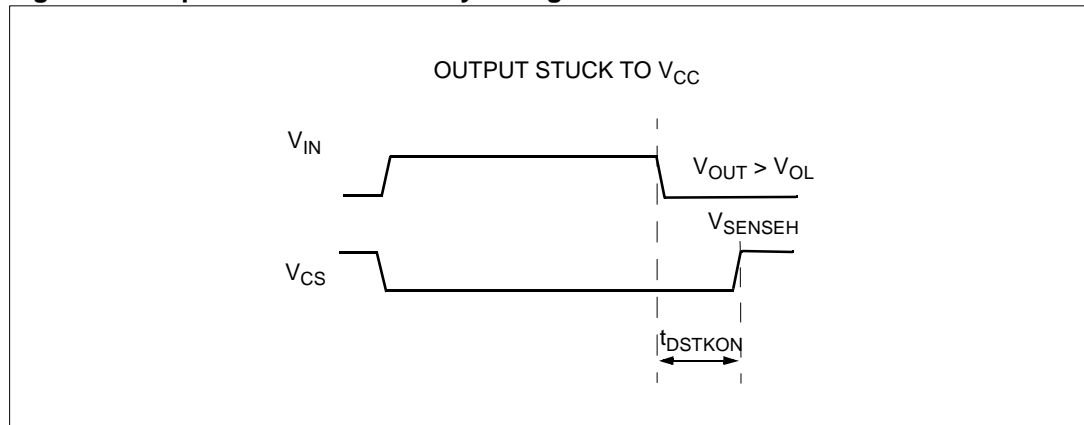 OUTPUT STUCK TO VCC
VIN
VOUT > VOL
VSENSEH
VCS
tDSTKON